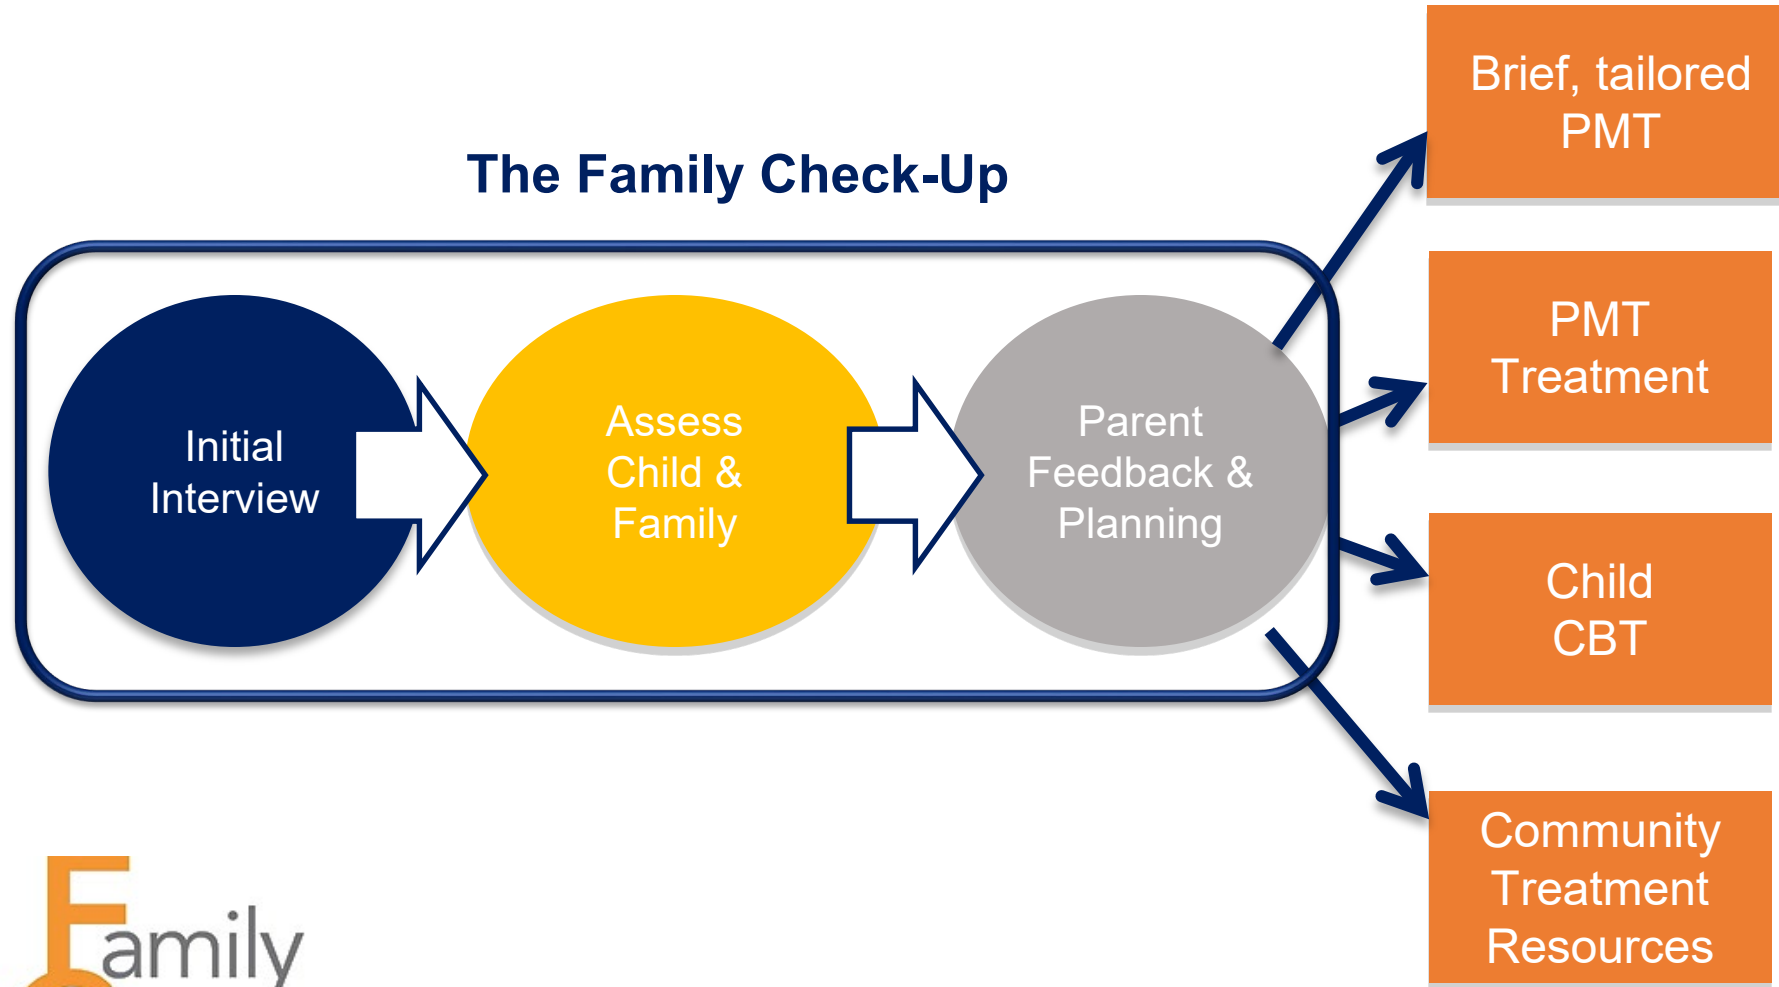 The Family Check-Up
Initial
Interview
Assess
Child &
Family
Parent
Feedback &
Planning
Brief, tailored
PMT
PMT
Treatment
Child
CBT
Community
Treatment
Resources
Family